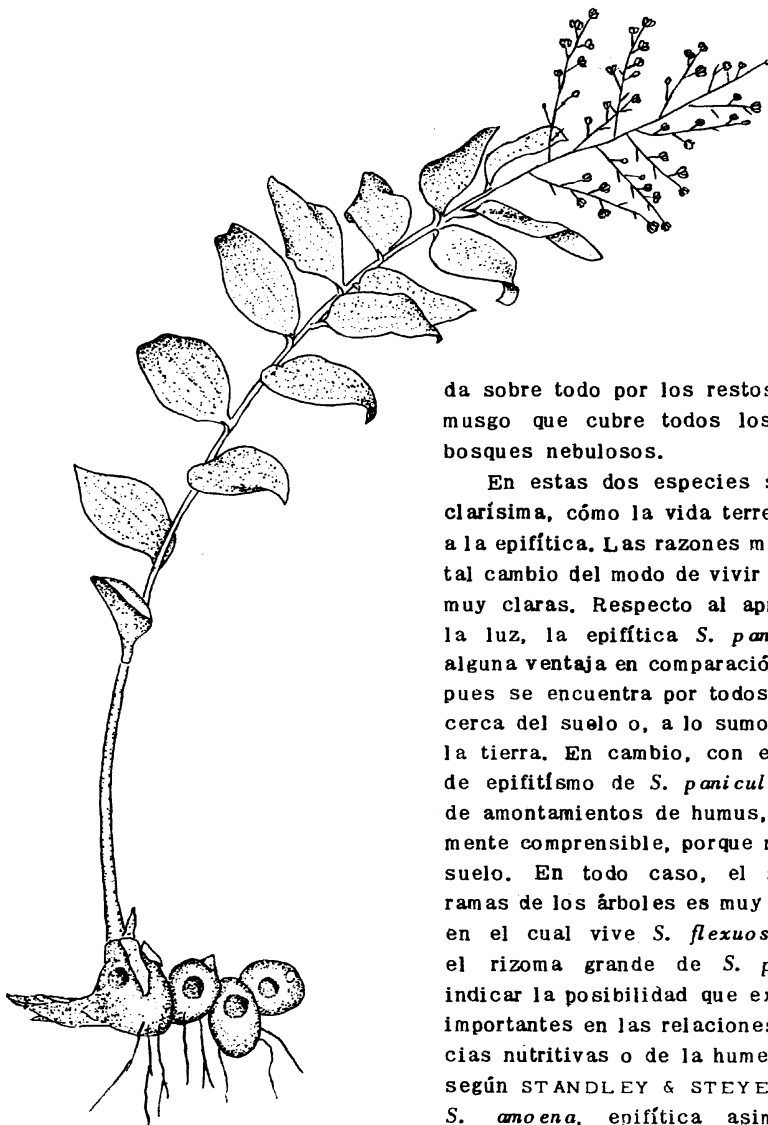 da sobre todo por los restos
musgo que cubre todos los
bosques nebulosos.
En estas dos especies
clarísima, cómo la vida terre
a la epifítica. Las razones m
tal cambio del modo de vivir
muy claras. Respecto al ap
la luz, la epifítica S. pan
alguna ventaja en comparació
pues se encuentra por todos
cerca del suelo o, a lo sumo
la tierra. En cambio, con e
de epifitísmo de S. panicul
de amontamientos de humus,
mente comprensible, porque
suelo. En todo caso, el
ramas de los árboles es muy
en el cual vive S. flexuos
el rizoma grande de S. p
indicar la posibilidad que ex
importantes en las relaciones
cias nutritivas o de la hume
según STANDLEY & STEYE
S. amoena, epifítica asim